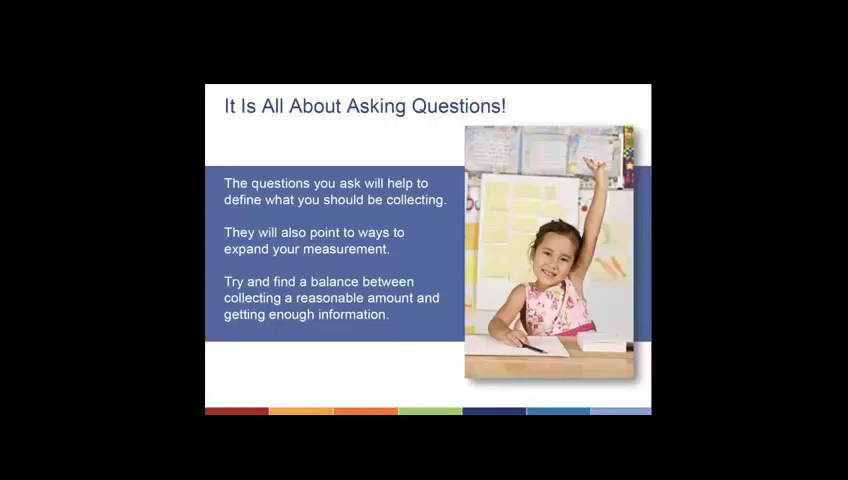 It Is All About Asking Questions!
The questions you ask will help to
define what you should be collecting.
They will also point to ways to
expand your measurement.
Try and find a balance between
collecting a reasonable amount and
getting enough information.